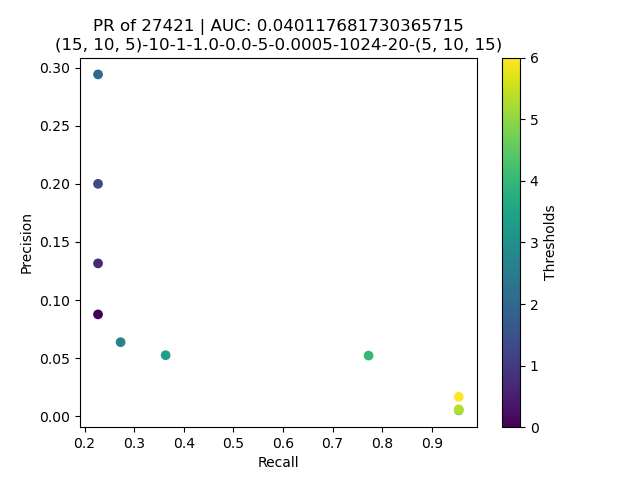 PR of 27421 | AUC: 0.040117681730365715
(15, 10, 5)-10-1-1.0-0.0-5-0.0005-1024-20-(5, 10, 15)
0.30
0.25
0.20
0.15
0.10
0.05
0.00
Precision
0.2 0.3 0.4 0.5 0.6 0.7 0.8 0.9
Recall
6
5
4
3
2
1
0
Thresholds